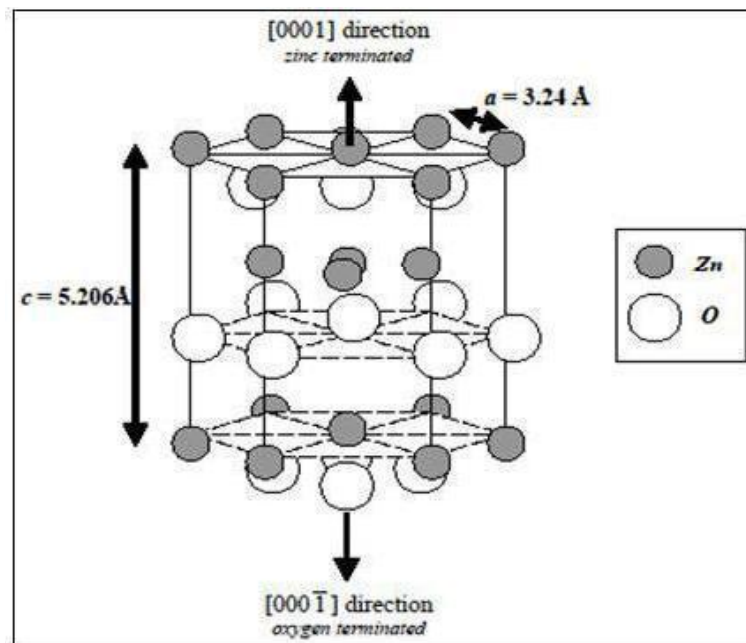 [0001] direction
zinc terminated
a = 3.24 Å
c = 5.206Å
Zn
O
[000 1̅ ] direction
oxygen terminated